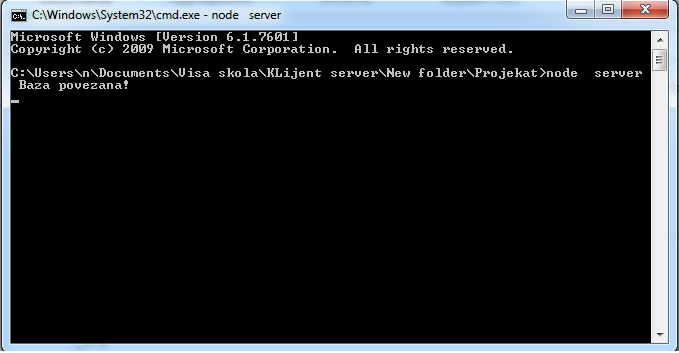 C:\Windows\System32\cmd.exe - node  server
Microsoft Windows [Version 6.1.7601]
Copyright (c) 2009 Microsoft Corporation.  All rights reserved.
C:\Users\n\Documents\Visa skola\KLijent server\New folder\Projekat>node  server
Baza povezana!